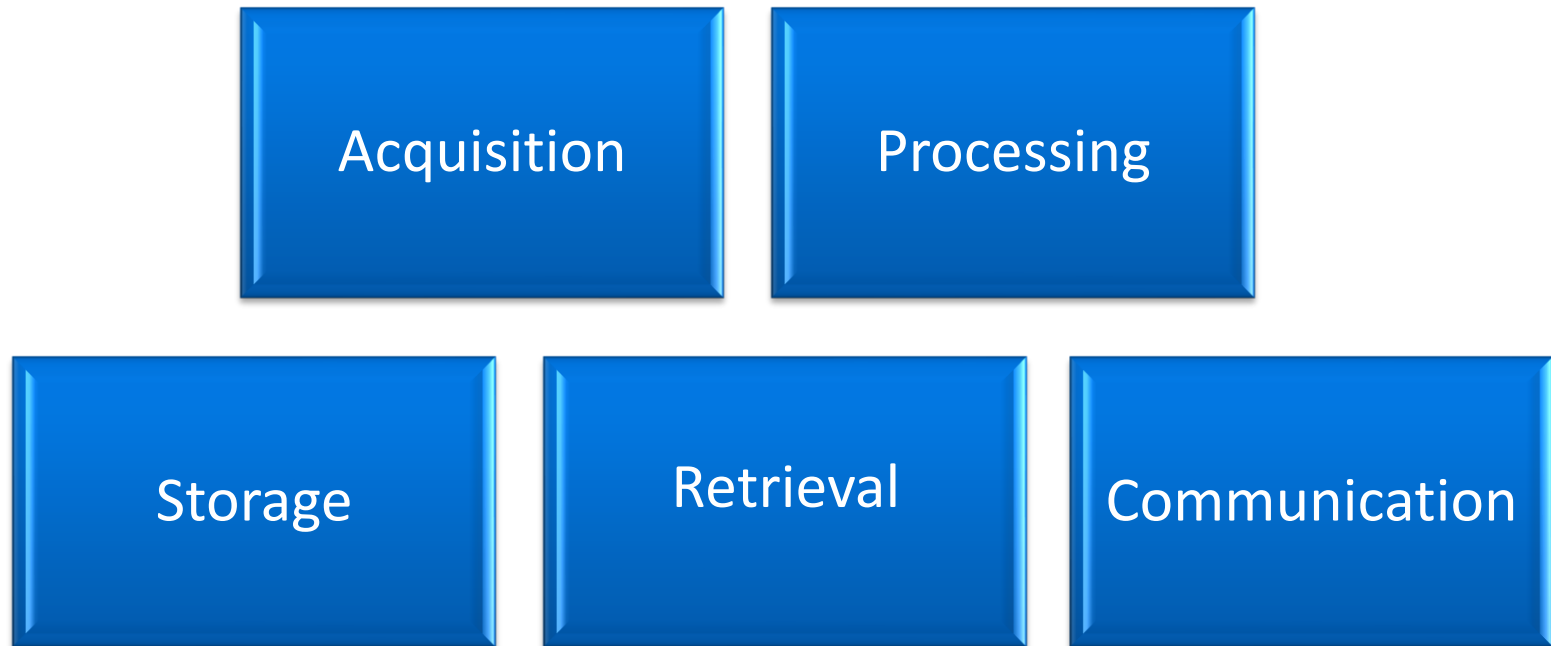 Acquisition
Processing
Storage
Retrieval
Communication